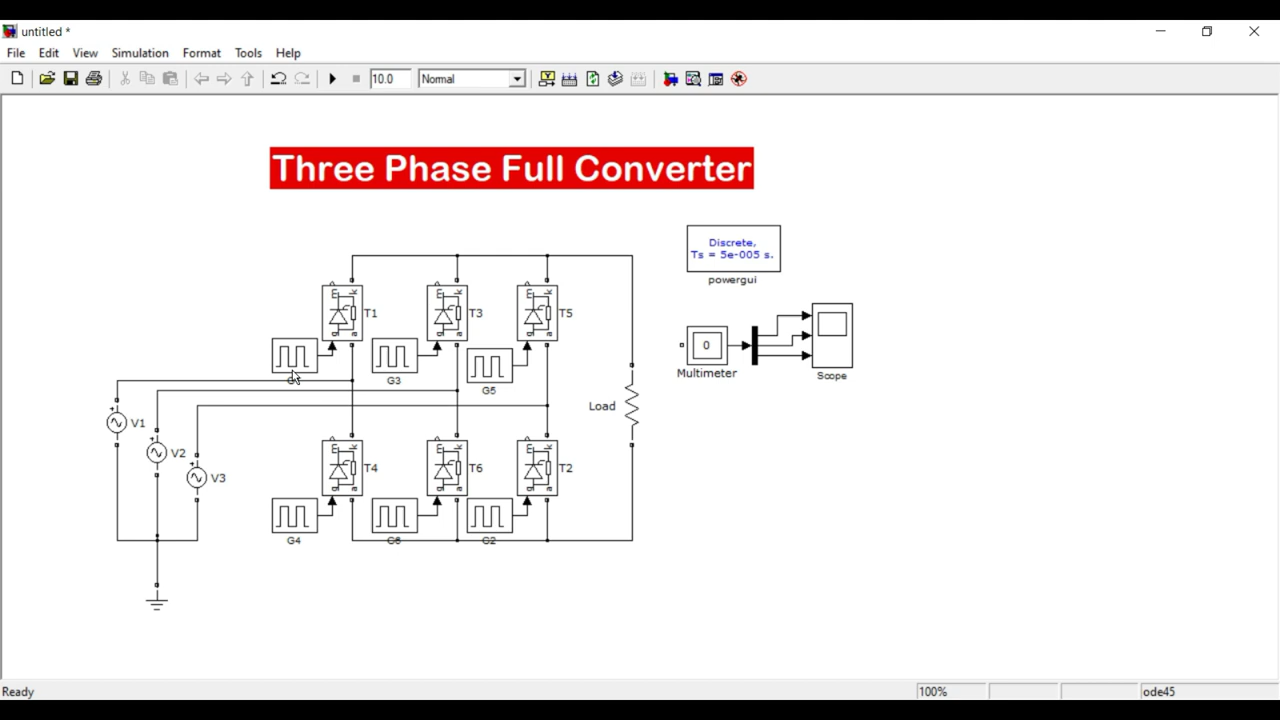 untitled *
File Edit View Simulation Format Tools Help
10.0 Normal
Three Phase Full Converter
Discrete,
Ts = 5e-005 s.
powergui
m k m k m k
T1 T3 T5
g a g a g a
0
Multimeter
Scope
G3
G5
Load
V1
V2
V3
m k m k m k
T4 T6 T2
g a g a g a
G4 G6 G2
Ready 100% ode45